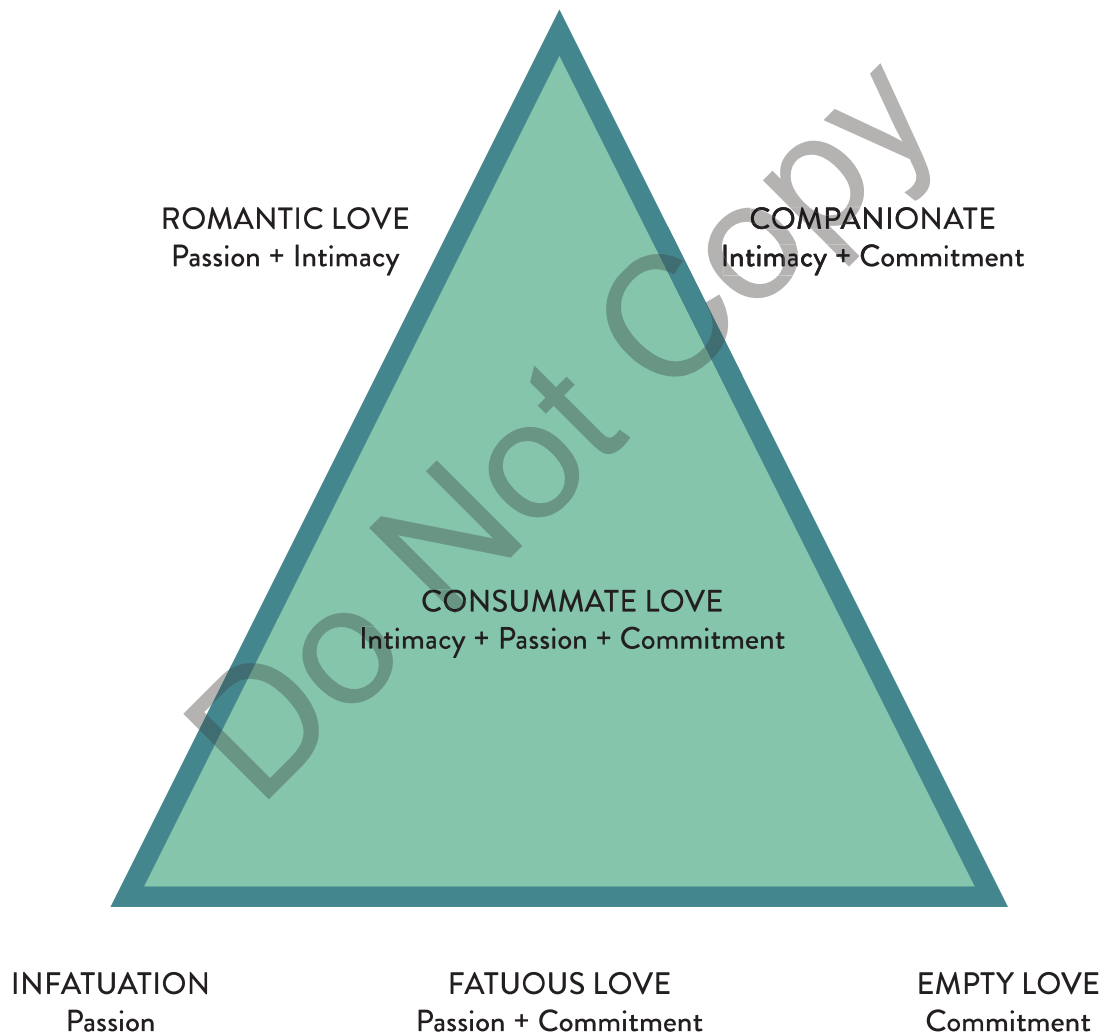 ROMANTIC LOVE
Passion + Intimacy
COMPANIONATE
Intimacy + Commitment
Do Not Copy
CONSUMMATE LOVE
Intimacy + Passion + Commitment
INFATUATION
Passion
FATUOUS LOVE
Passion + Commitment
EMPTY LOVE
Commitment